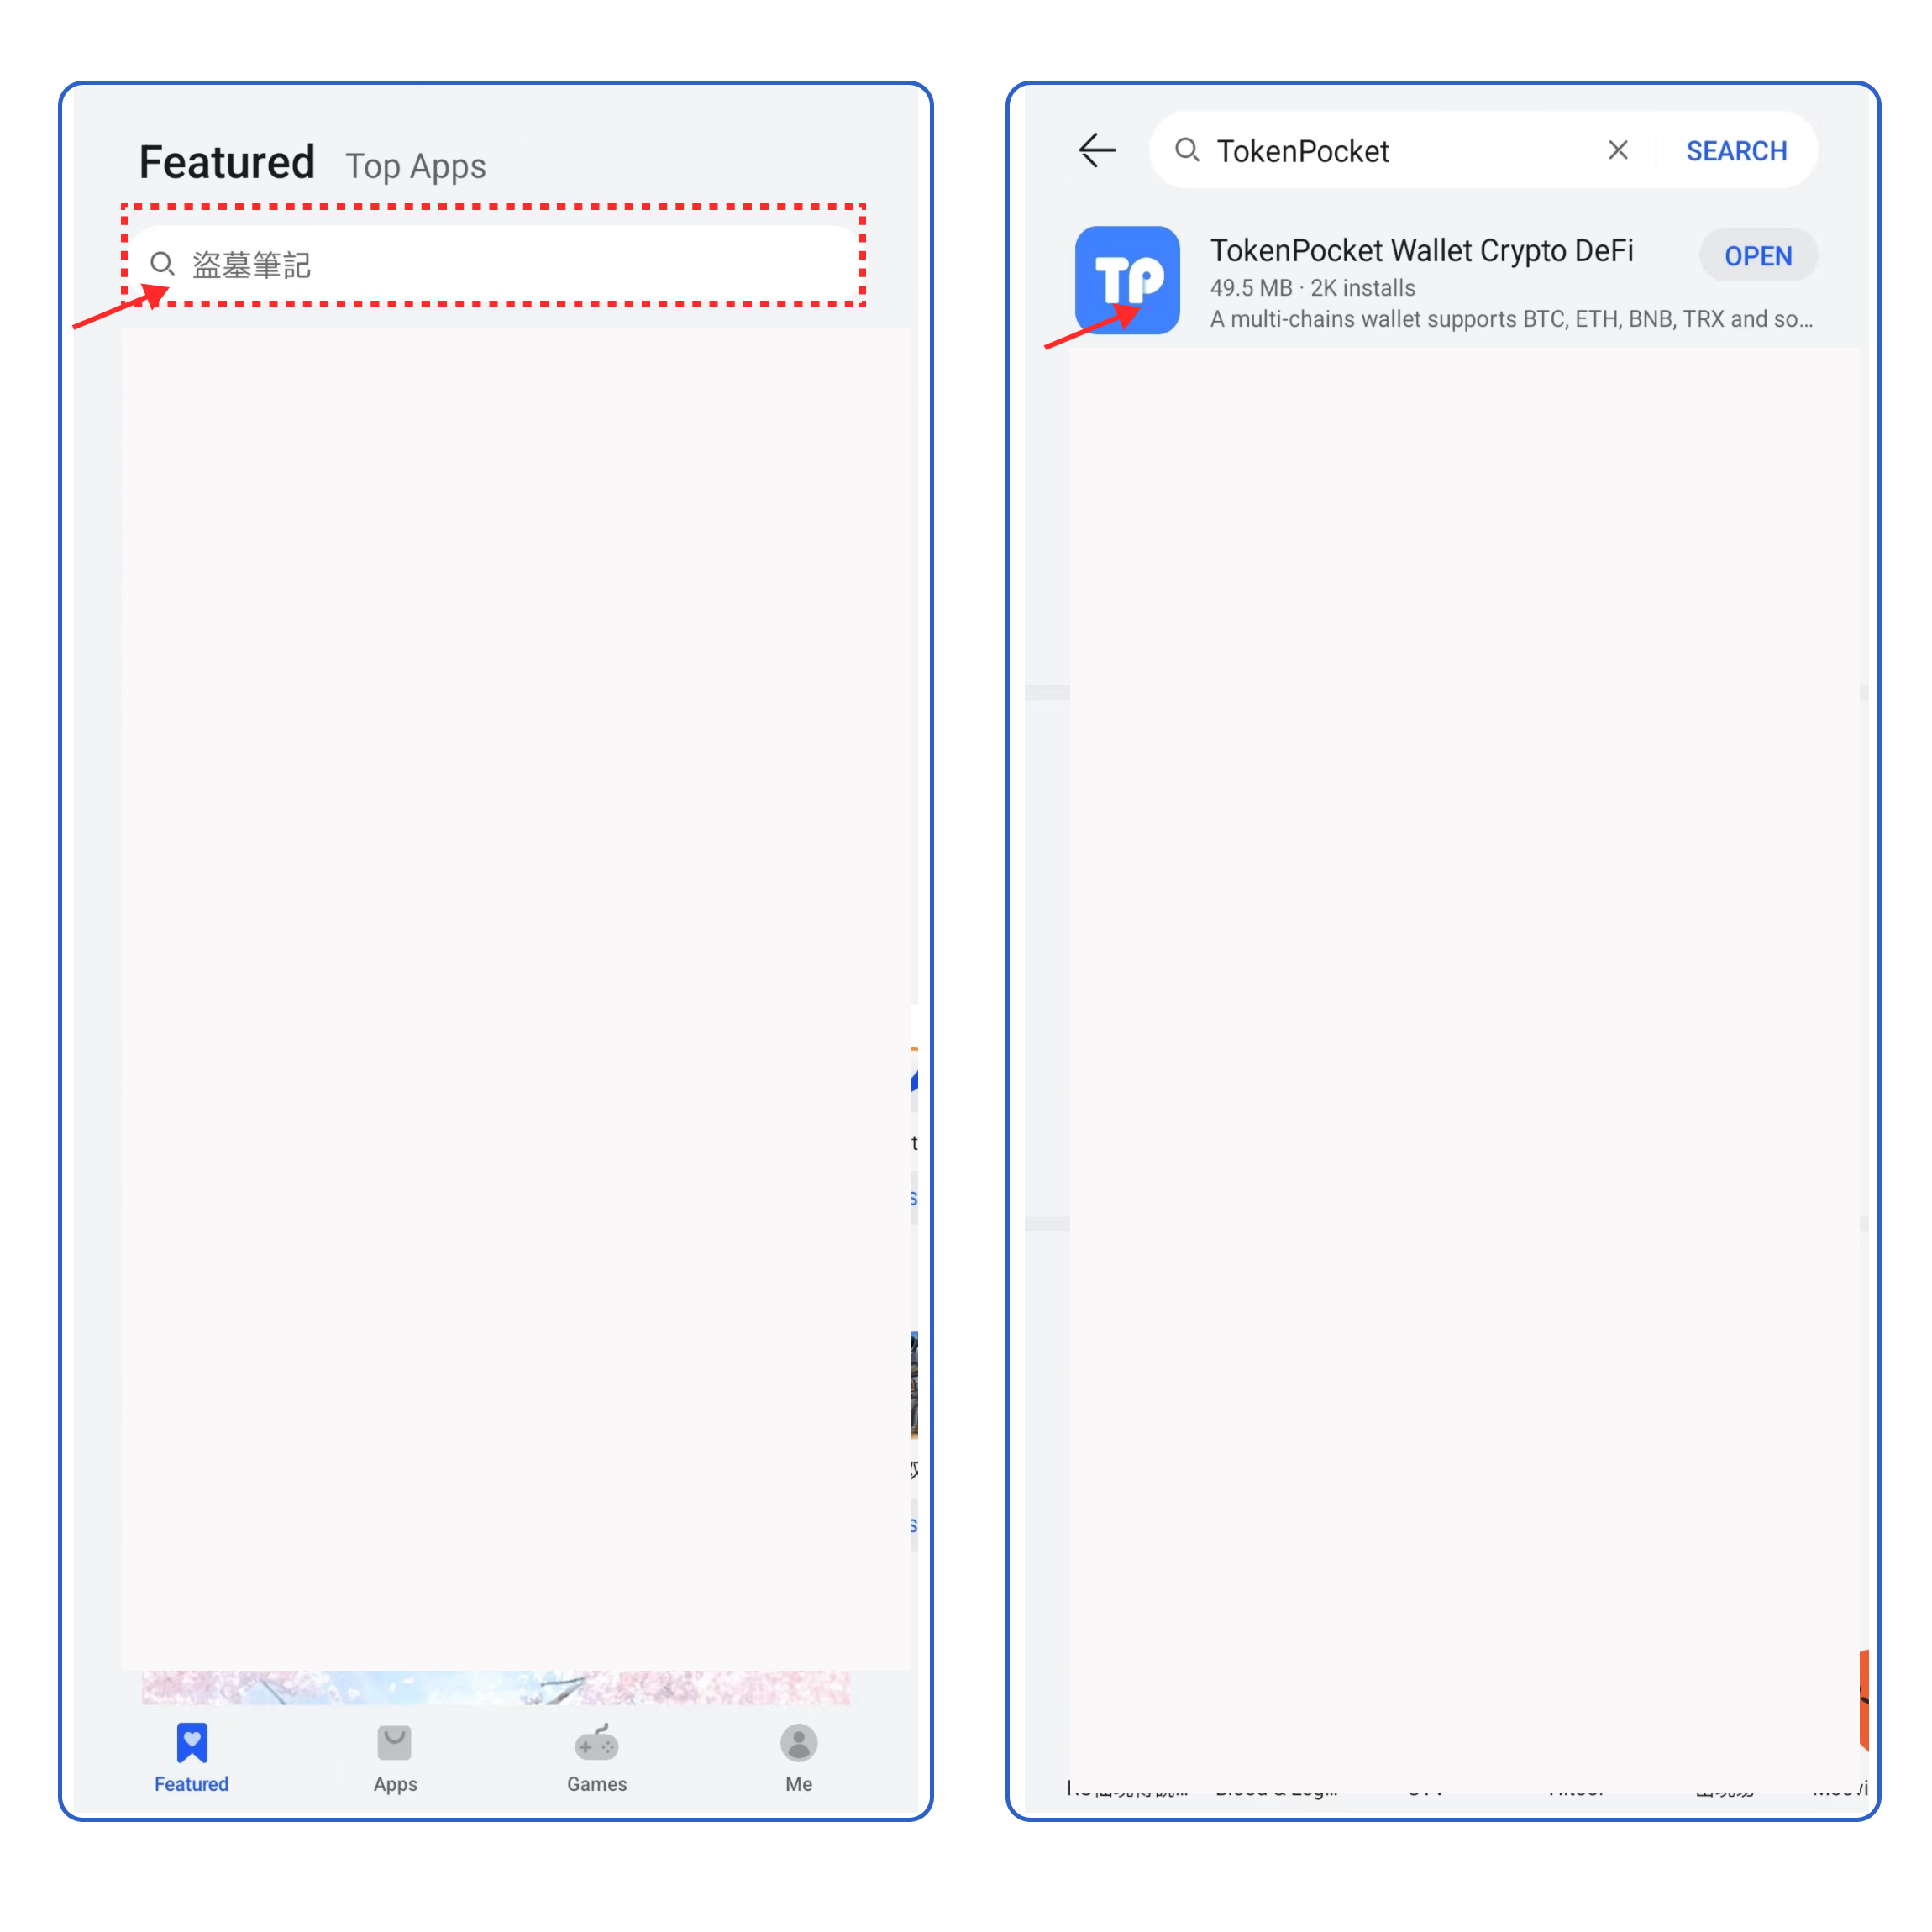 Featured Top Apps
盜墓筆記
Featured Apps Games Me
TokenPocket SEARCH
TP
TokenPocket Wallet Crypto DeFi
OPEN
49.5 MB · 2K installs
A multi-chains wallet supports BTC, ETH, BNB, TRX and so...